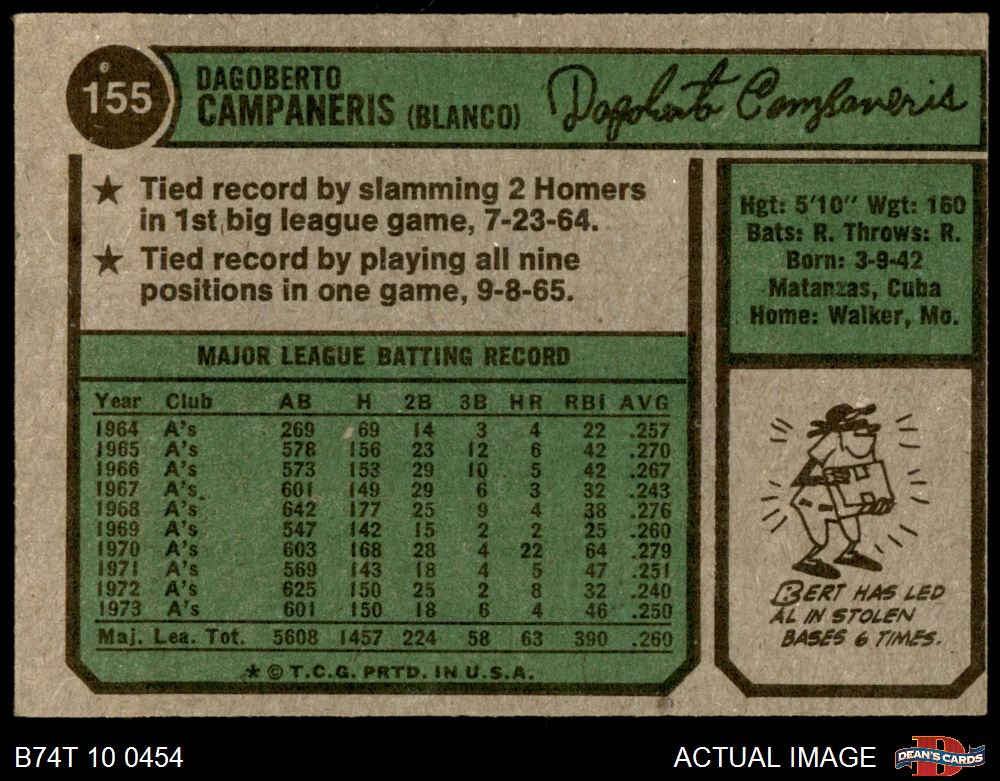 155
DAGOBERTO
CAMPANERIS (BLANCO)
Dagoberto Campaneris
★ Tied record by slamming 2 Homers
in 1st big league game, 7-23-64.
★ Tied record by playing all nine
positions in one game, 9-8-65.
Hgt: 5'10" Wgt: 160
Bats: R. Throws: R.
Born: 3-9-42
Matanzas, Cuba
Home: Walker, Mo.
MAJOR LEAGUE BATTING RECORD
Year Club AB H 2B 3B HR RBI AVG
1964 A's 269 69 14 3 4 22 .257
1965 A's 578 156 23 12 6 42 .270
1966 A's 573 153 29 10 5 42 .267
1967 A's 601 149 29 6 3 32 .243
1968 A's 642 177 25 9 4 38 .276
1969 A's 547 142 15 2 2 25 .260
1970 A's 603 168 28 4 22 64 .279
1971 A's 569 143 18 4 5 47 .251
1972 A's 625 150 25 2 8 32 .240
1973 A's 601 150 18 6 4 46 .250
Maj. Lea. Tot. 5608 1457 224 58 63 390 .260
* © T.C.G. PRTD. IN U.S.A.
BERT HAS LED
AL IN STOLEN
BASES 6 TIMES.
B74T 10 0454
ACTUAL IMAGE
D
DEAN'S CARDS